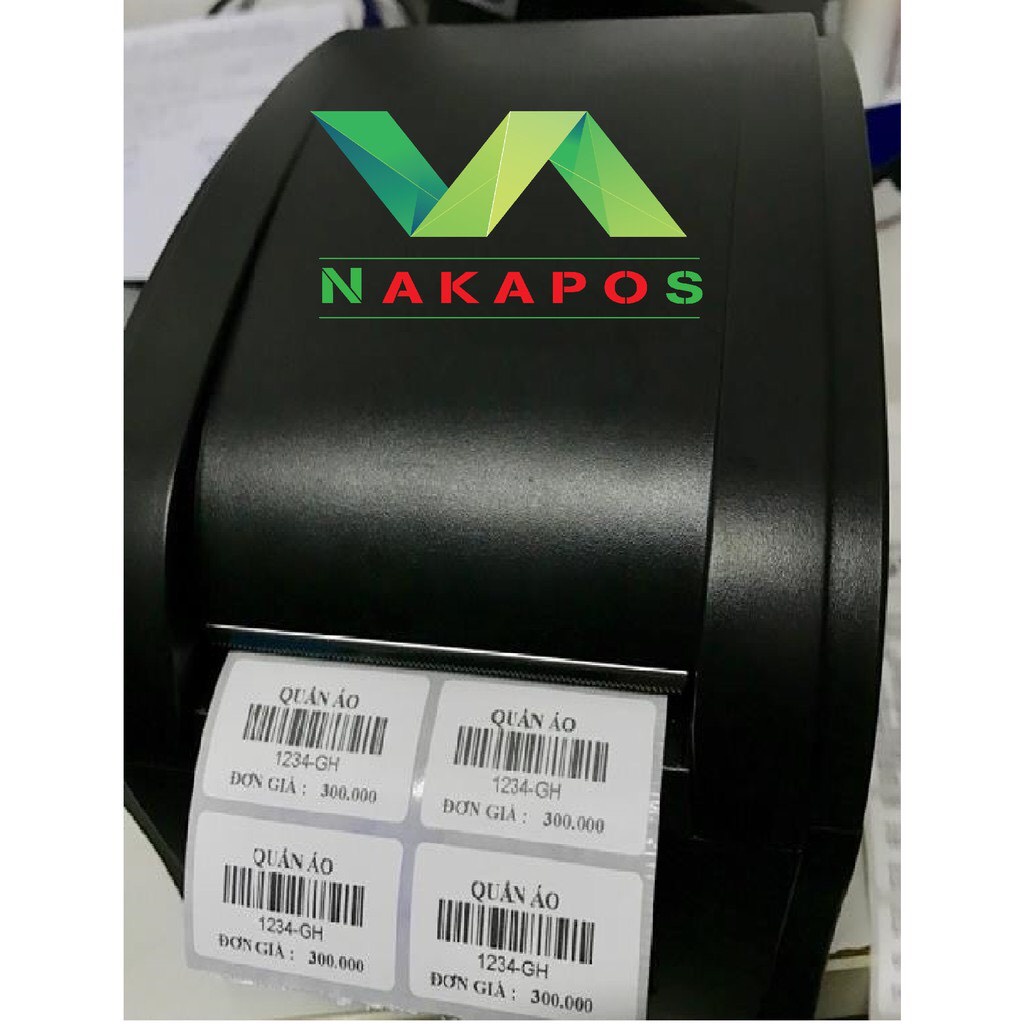 NAKAPOS
QUẦN ÁO
1234-GH
ĐƠN GIÁ : 300.000
QUẦN ÁO
1234-GH
ĐƠN GIÁ : 300.000
QUẦN ÁO
1234-GH
ĐƠN GIÁ : 300.000
QUẦN ÁO
1234-GH
ĐƠN GIÁ : 300.000